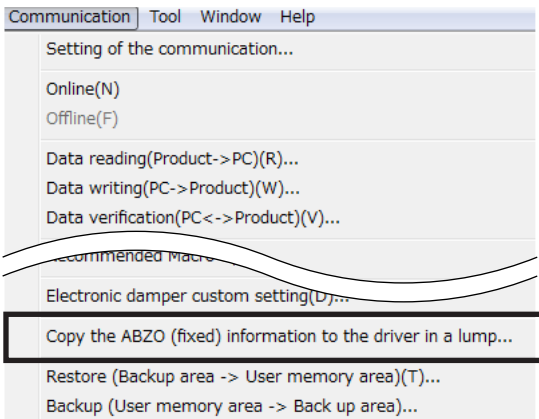 Communication Tool Window Help
Setting of the communication...
Online(N)
Offline(F)
Data reading(Product->PC)(R)...
Data writing(PC->Product)(W)...
Data verification(PC<->Product)(V)...
Recommended Macro
Electronic damper custom setting(D)...
Copy the ABZO (fixed) information to the driver in a lump...
Restore (Backup area -> User memory area)(T)...
Backup (User memory area -> Back up area)...